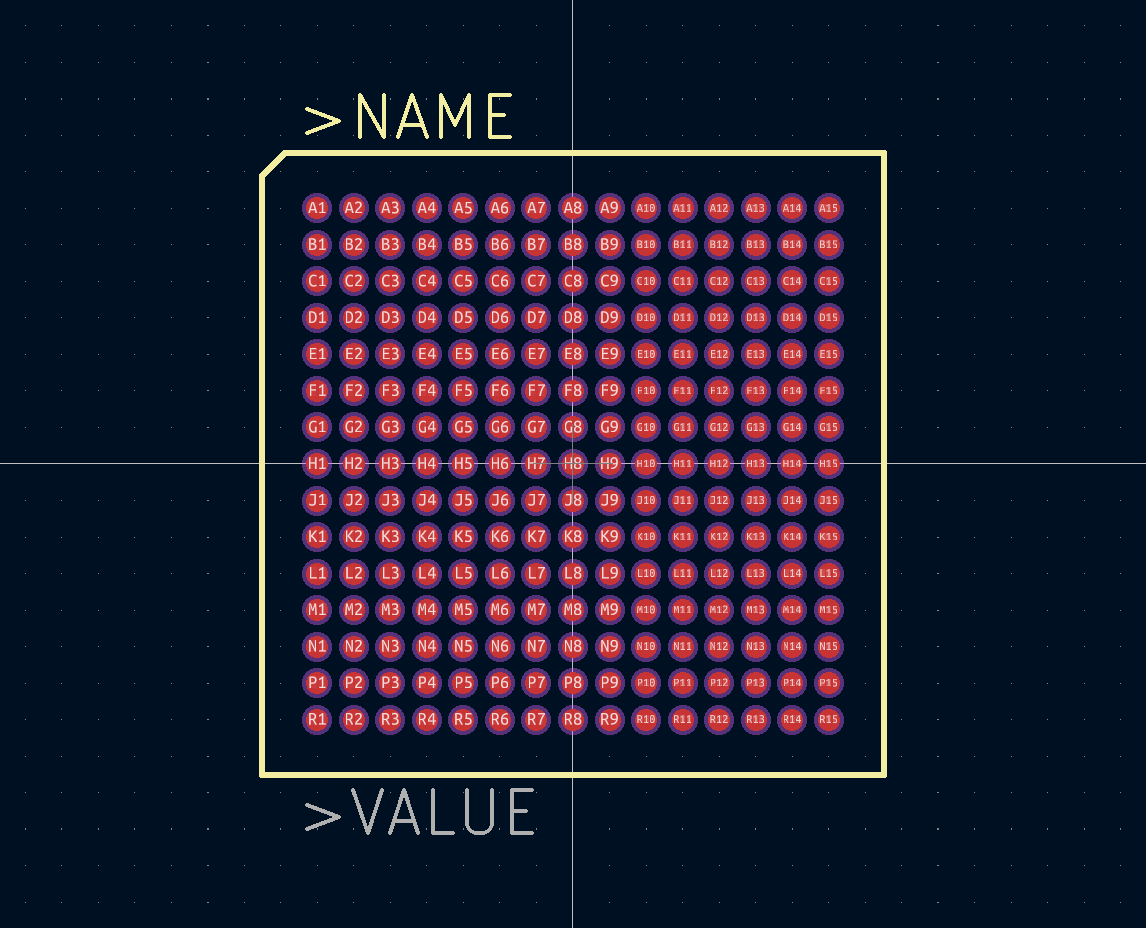 >NAME
A1 A2 A3 A4 A5 A6 A7 A8 A9 A10 A11 A12 A13 A14 A15
B1 B2 B3 B4 B5 B6 B7 B8 B9 B10 B11 B12 B13 B14 B15
C1 C2 C3 C4 C5 C6 C7 C8 C9 C10 C11 C12 C13 C14 C15
D1 D2 D3 D4 D5 D6 D7 D8 D9 D10 D11 D12 D13 D14 D15
E1 E2 E3 E4 E5 E6 E7 E8 E9 E10 E11 E12 E13 E14 E15
F1 F2 F3 F4 F5 F6 F7 F8 F9 F10 F11 F12 F13 F14 F15
G1 G2 G3 G4 G5 G6 G7 G8 G9 G10 G11 G12 G13 G14 G15
H1 H2 H3 H4 H5 H6 H7 H8 H9 H10 H11 H12 H13 H14 H15
J1 J2 J3 J4 J5 J6 J7 J8 J9 J10 J11 J12 J13 J14 J15
K1 K2 K3 K4 K5 K6 K7 K8 K9 K10 K11 K12 K13 K14 K15
L1 L2 L3 L4 L5 L6 L7 L8 L9 L10 L11 L12 L13 L14 L15
M1 M2 M3 M4 M5 M6 M7 M8 M9 M10 M11 M12 M13 M14 M15
N1 N2 N3 N4 N5 N6 N7 N8 N9 N10 N11 N12 N13 N14 N15
P1 P2 P3 P4 P5 P6 P7 P8 P9 P10 P11 P12 P13 P14 P15
R1 R2 R3 R4 R5 R6 R7 R8 R9 R10 R11 R12 R13 R14 R15
>VALUE